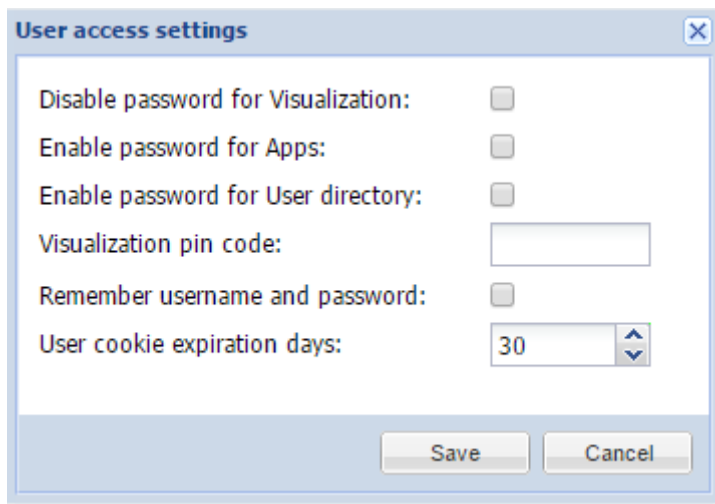 User access settings
Disable password for Visualization:
Enable password for Apps:
Enable password for User directory:
Visualization pin code:
Remember username and password:
User cookie expiration days: 30
Save Cancel